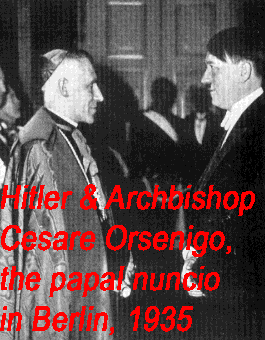 Hitler & Archbishop
Cesare Orsenigo,
the papal nuncio
in Berlin, 1935